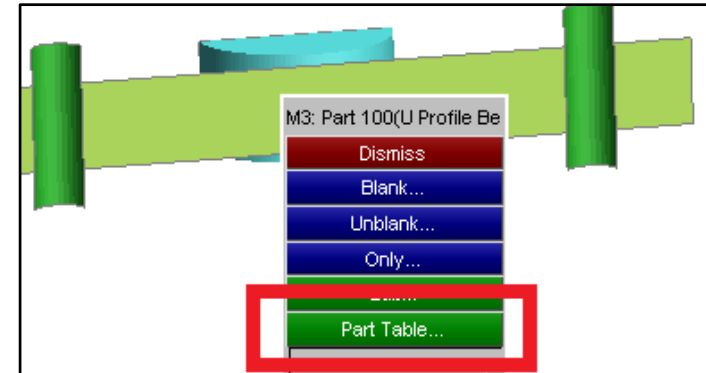 M3: Part 100(U Profile Be
Dismiss
Blank...
Unblank...
Only...
Part Table...